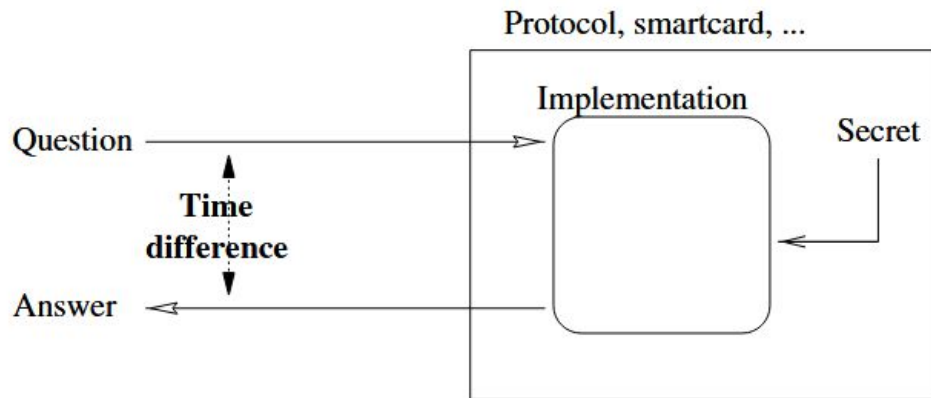 Protocol, smartcard, ...
Implementation
Question
Secret
Time
difference
Answer